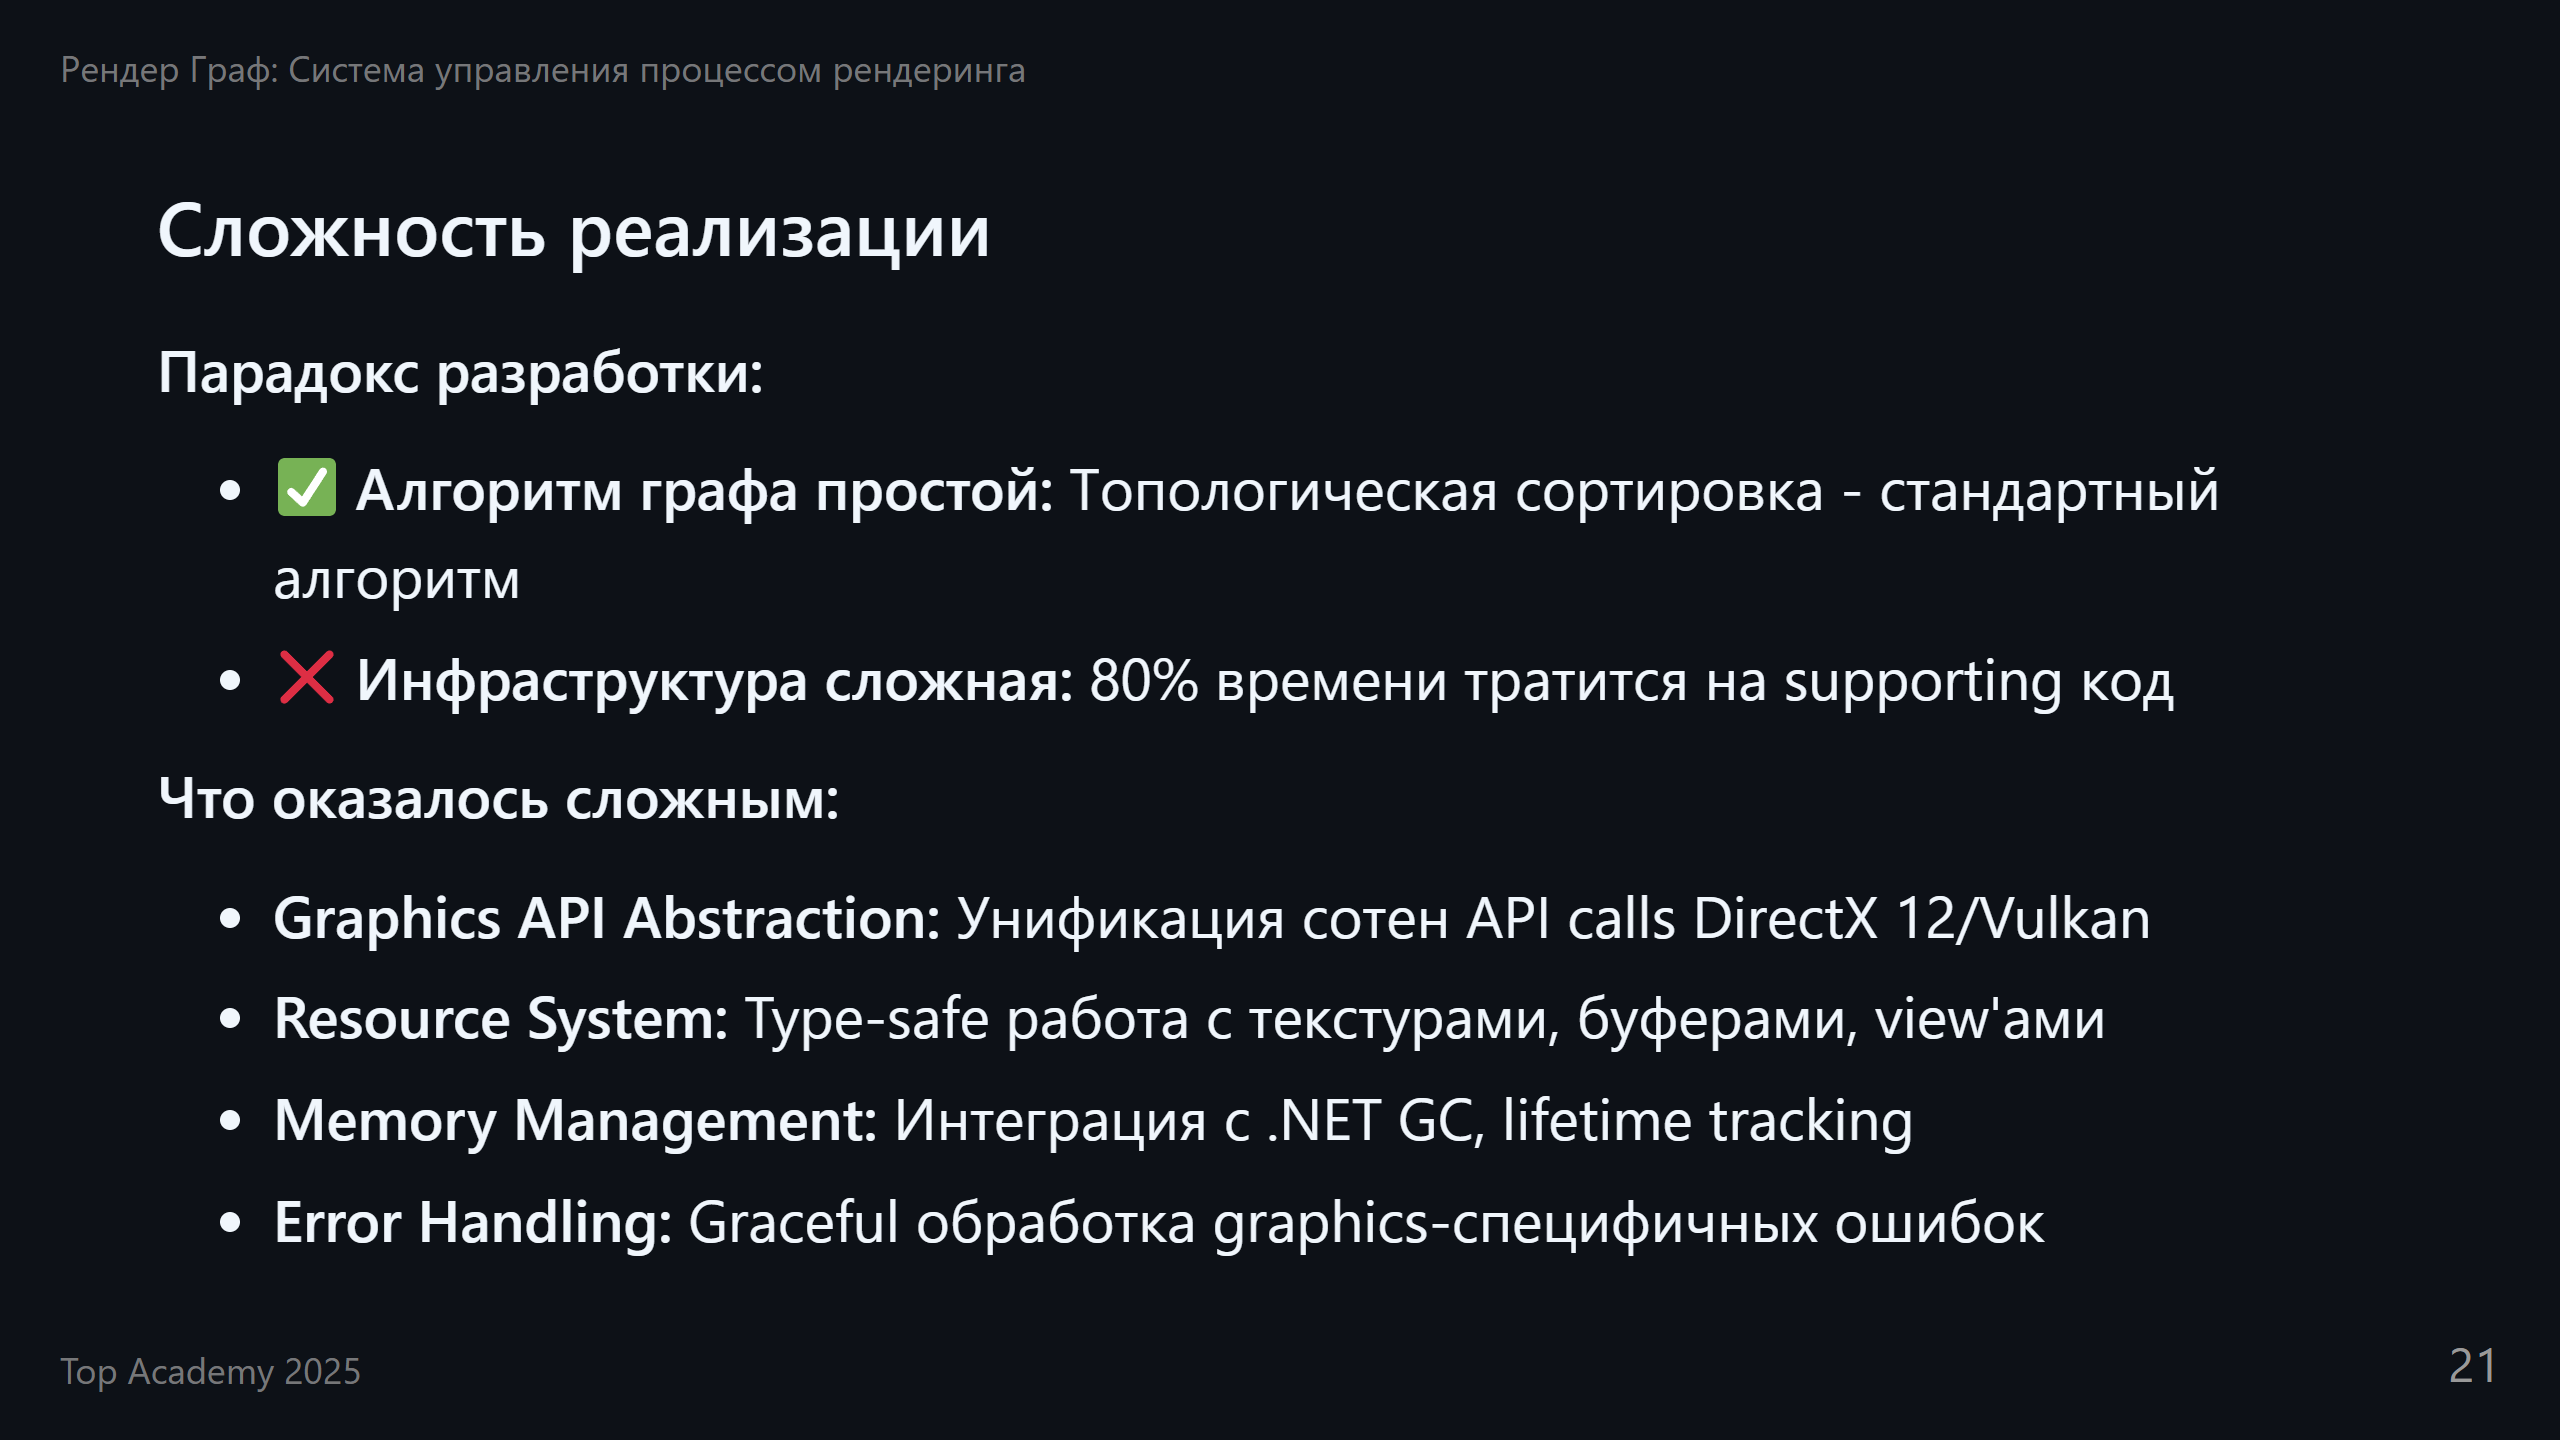 Рендер Граф: Система управления процессом рендеринга
Сложность реализации
Парадокс разработки:
• ✅ Алгоритм графа простой: Топологическая сортировка - стандартный
алгоритм
• ❌ Инфраструктура сложная: 80% времени тратится на supporting код
Что оказалось сложным:
• Graphics API Abstraction: Унификация сотен API calls DirectX 12/Vulkan
• Resource System: Type-safe работа с текстурами, буферами, view'ами
• Memory Management: Интеграция с .NET GC, lifetime tracking
• Error Handling: Graceful обработка graphics-специфичных ошибок
Top Academy 2025
21